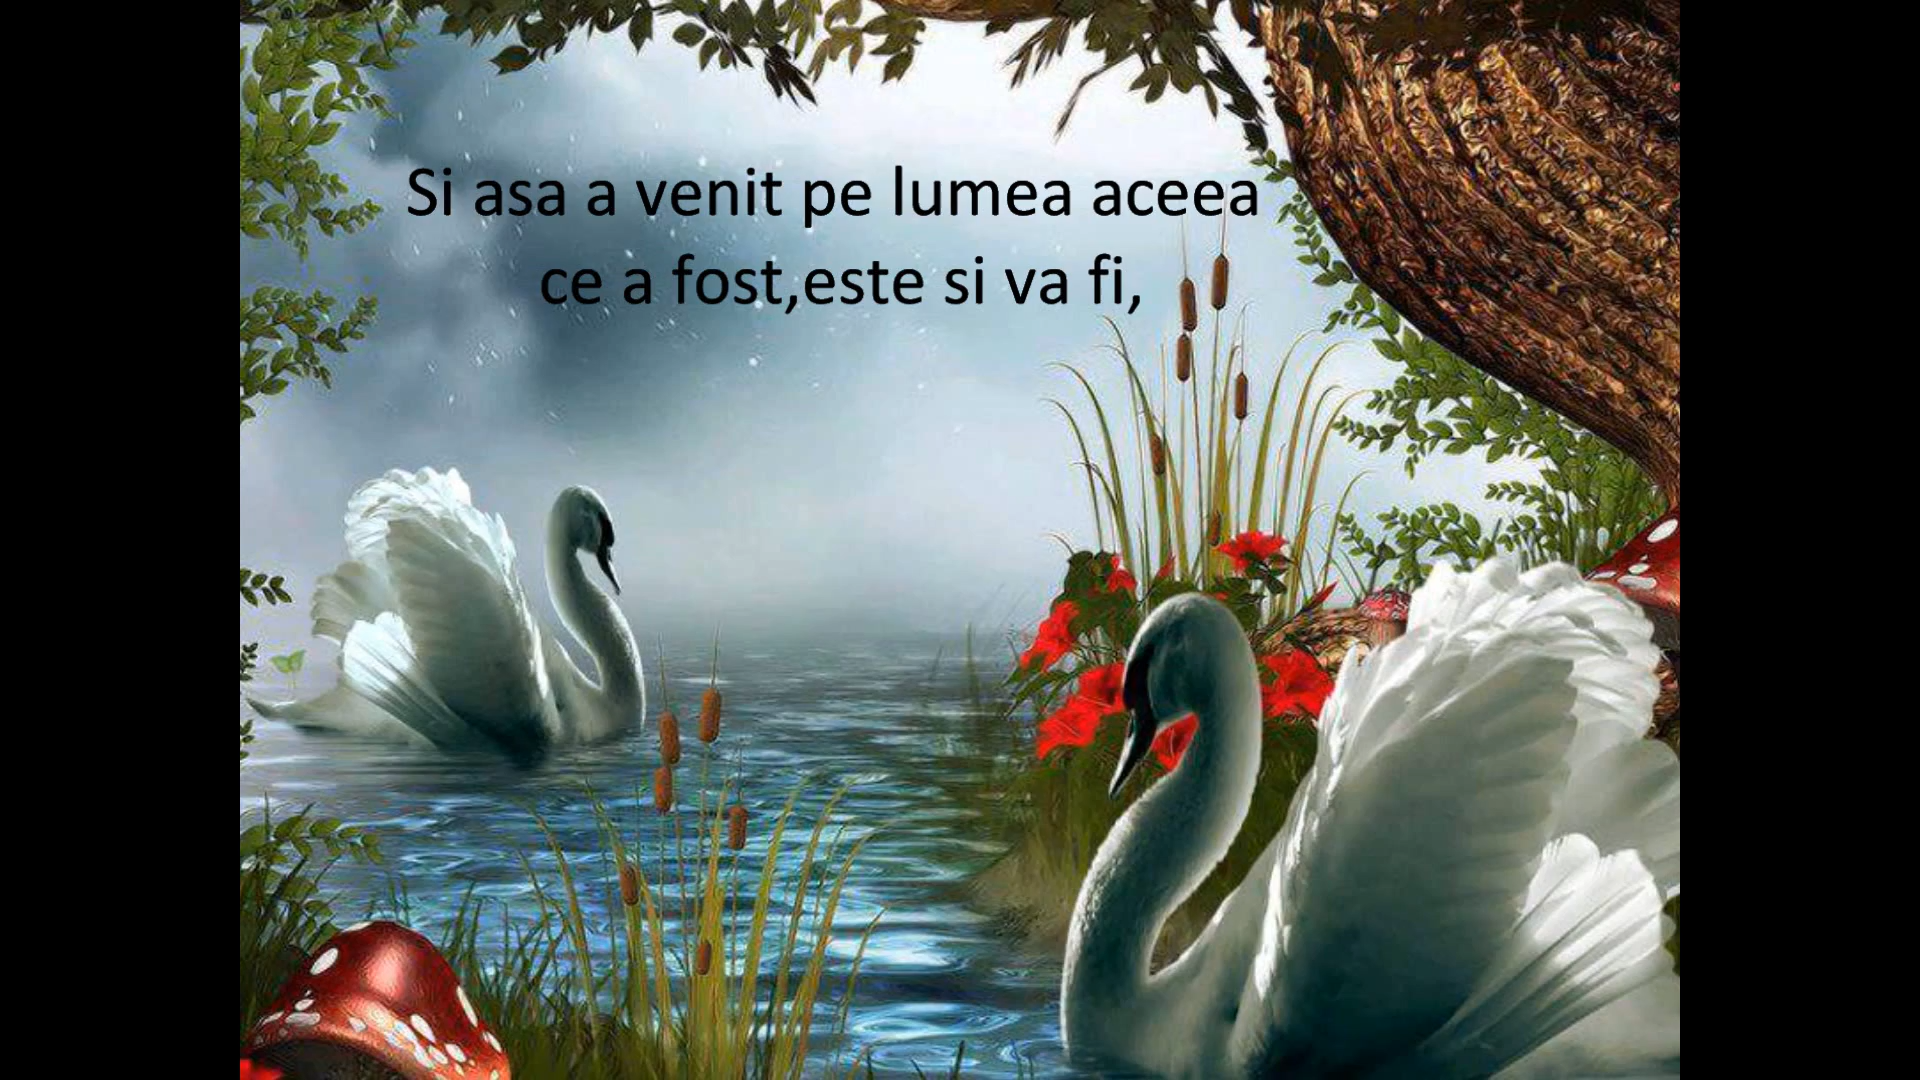 Si asa a venit pe lumea aceea
ce a fost,este si va fi,